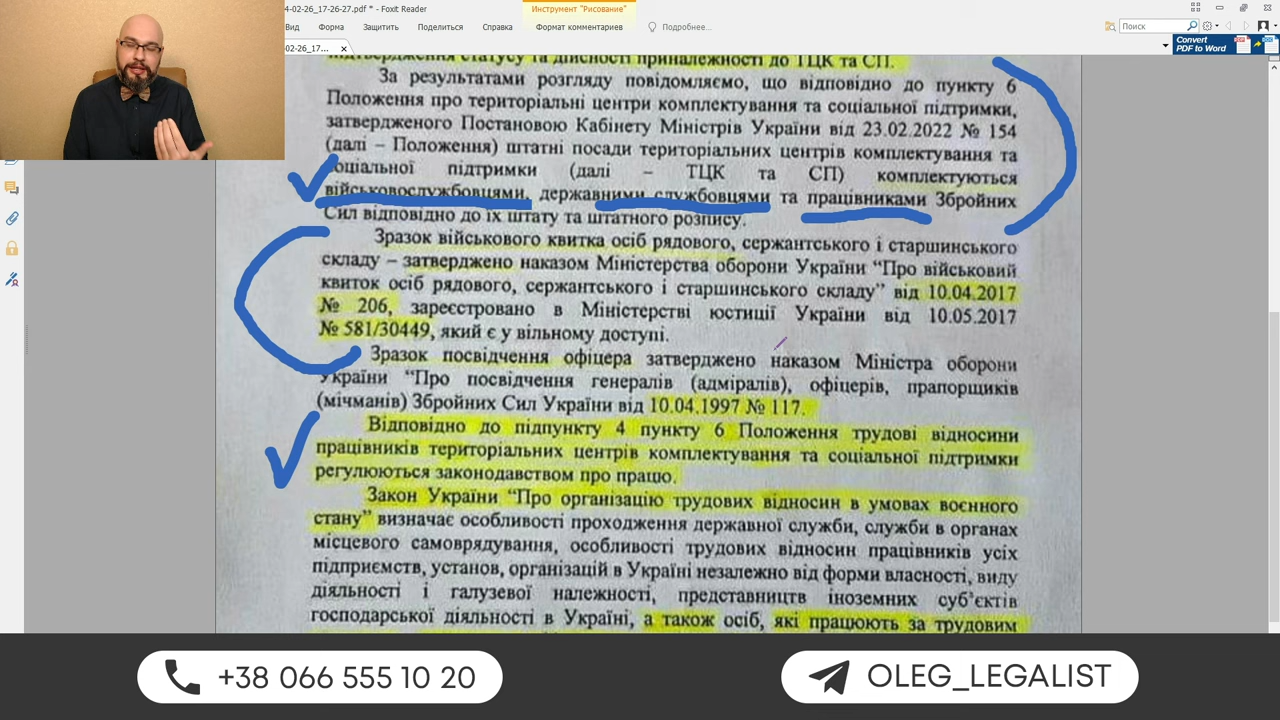 4-02-26_17-26-27.pdf * - Foxit Reader
Инструмент "Рисование"
Вид
Форма
Защитить
Поделиться
Справка
Формат комментариев
Подробнее...
Поиск
-02-26_17...
Convert
PDF to Word
підтвердження статусу та дійсності приналежності до ТЦК та СП.
За результатами розгляду повідомляємо, що відповідно до пункту 6
Положення про територіальні центри комплектування та соціальної підтримки,
затвердженого Постановою Кабінету Міністрів України від 23.02.2022 № 154
(далі – Положення) штатні посади територіальних центрів комплектування та
соціальної підтримки (далі – ТЦК та СП) комплектуються
військовослужбовцями, державними службовцями та працівниками Збройних
Сил відповідно до їх штату та штатного розпису.
Зразок військового квитка осіб рядового, сержантського і старшинського
складу – затверджено наказом Міністерства оборони України “Про військовий
квиток осіб рядового, сержантського і старшинського складу” від 10.04.2017
№ 206, зареєстровано в Міністерстві юстиції України від 10.05.2017
№ 581/30449, який є у вільному доступі.
Зразок посвідчення офіцера затверджено наказом Міністра оборони
України “Про посвідчення генералів (адміралів), офіцерів, прапорщиків
(мічманів) Збройних Сил України від 10.04.1997 № 117.
Відповідно до підпункту 4 пункту 6 Положення трудові відносини
працівників територіальних центрів комплектування та соціальної підтримки
регулюються законодавством про працю.
Закон України “Про організацію трудових відносин в умовах воєнного
стану” визначає особливості проходження державної служби, служби в органах
місцевого самоврядування, особливості трудових відносин працівників усіх
підприємств, установ, організацій в Україні незалежно від форми власності, виду
діяльності і галузевої належності, представництв іноземних суб’єктів
господарської діяльності в Україні, а також осіб, які працюють за трудовим
+38 066 555 10 20
OLEG_LEGALIST